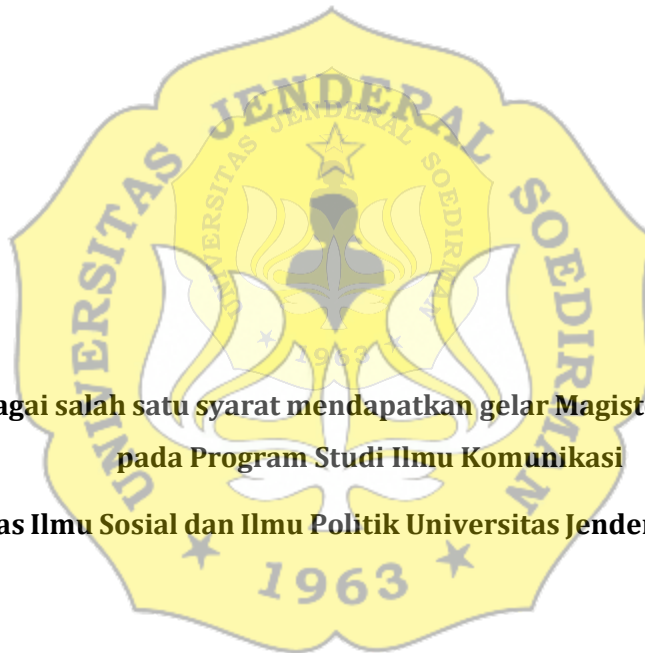 UNIVERSITAS JENDERAL SOEDIRMAN
UNIVERSITAS JENDERAL SOEDIRMAN
1963
agai salah satu syarat mendapatkan gelar Magist
pada Program Studi Ilmu Komunikasi
as Ilmu Sosial dan Ilmu Politik Universitas Jender
1963